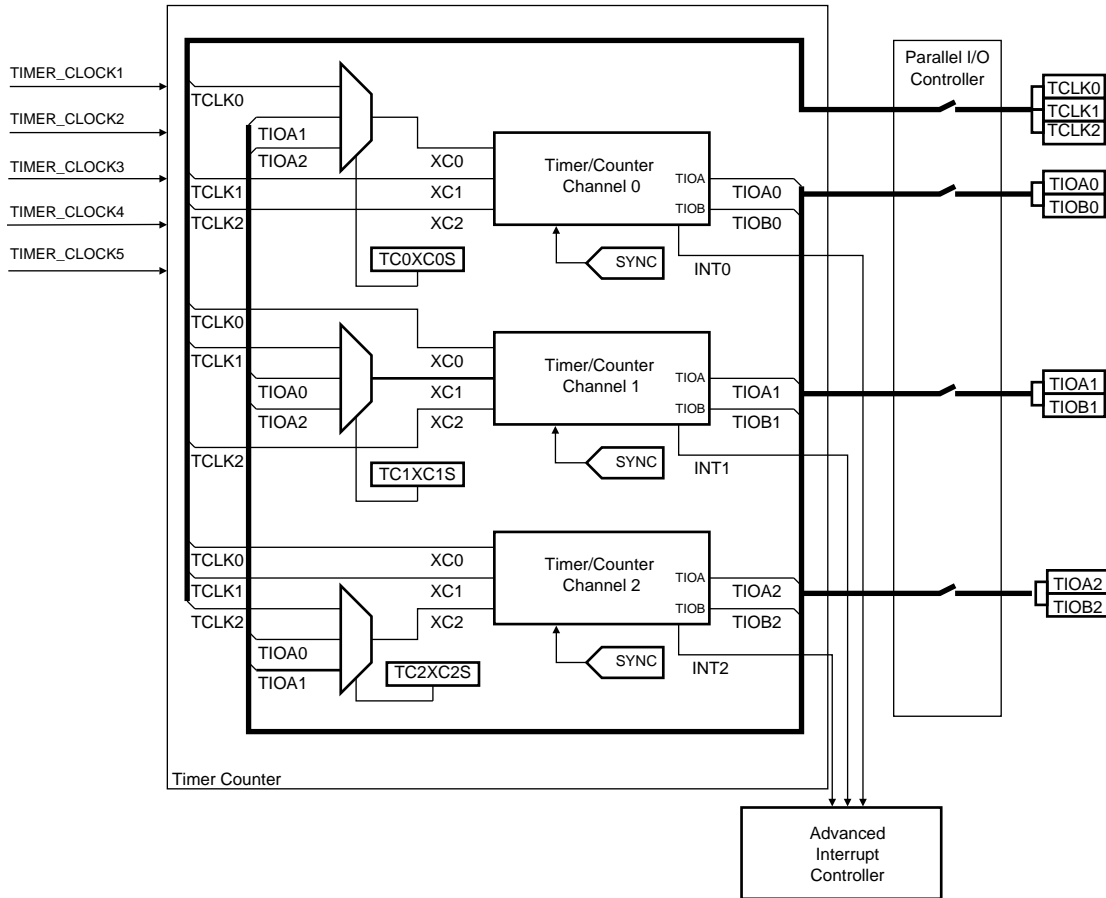 TIMER_CLOCK1
TIMER_CLOCK2
TIMER_CLOCK3
TIMER_CLOCK4
TIMER_CLOCK5
TCLK0
TIOA1
TIOA2
TCLK1
TCLK2
XC0
XC1
XC2
TC0XC0S
Timer/Counter
Channel 0
TIOA
TIOB
TIOA0
TIOB0
SYNC
INT0
TCLK0
TCLK1
TIOA0
TIOA2
TCLK2
XC0
XC1
XC2
TC1XC1S
Timer/Counter
Channel 1
TIOA
TIOB
TIOA1
TIOB1
SYNC
INT1
TCLK0
TCLK1
TCLK2
TIOA0
TIOA1
XC0
XC1
XC2
TC2XC2S
Timer/Counter
Channel 2
TIOA
TIOB
TIOA2
TIOB2
SYNC
INT2
Timer Counter
Parallel I/O
Controller
TCLK0
TCLK1
TCLK2
TIOA0
TIOB0
TIOA1
TIOB1
TIOA2
TIOB2
Advanced
Interrupt
Controller